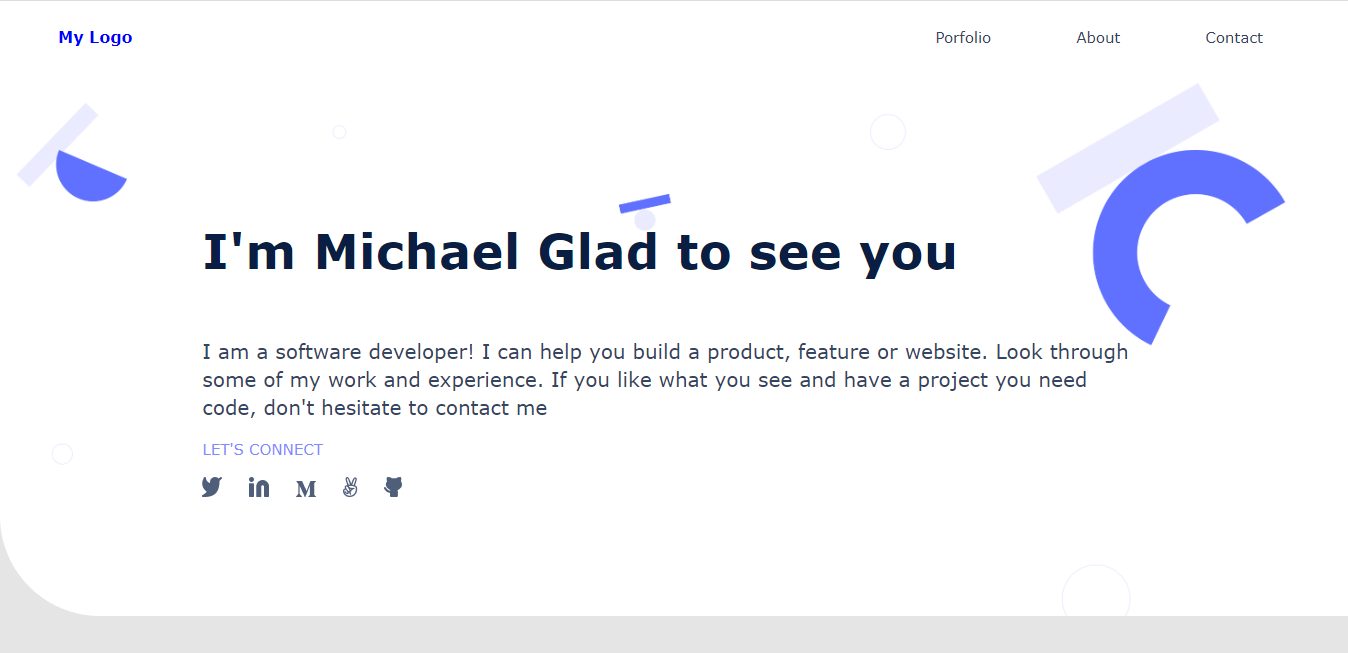 My Logo
Porfolio
About
Contact
I'm Michael Glad to see you
I am a software developer! I can help you build a product, feature or website. Look through
some of my work and experience. If you like what you see and have a project you need
code, don't hesitate to contact me
LET'S CONNECT